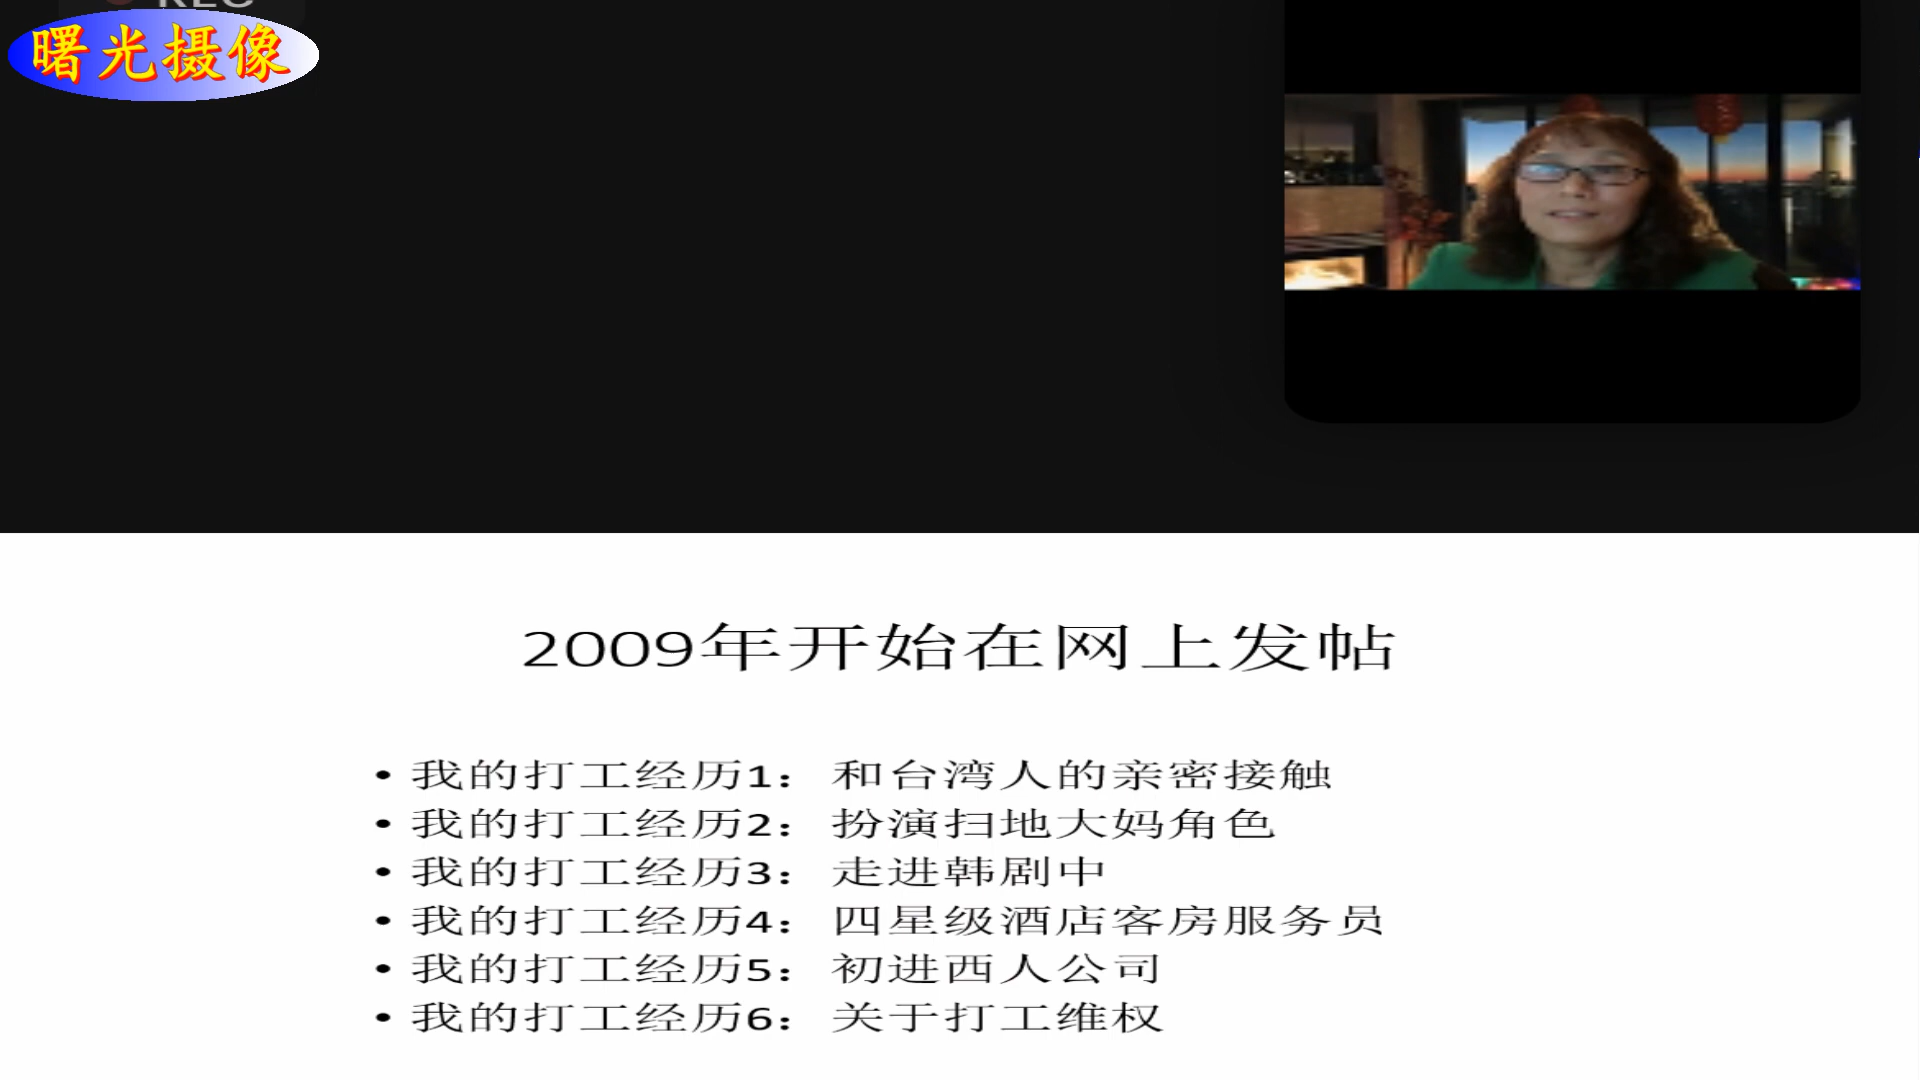 REC
曙光摄像
2009年开始在网上发帖
• 我的打工经历1： 和台湾人的亲密接触
• 我的打工经历2： 扮演扫地大妈角色
• 我的打工经历3： 走进韩剧中
• 我的打工经历4： 四星级酒店客房服务员
• 我的打工经历5： 初进西人公司
• 我的打工经历6： 关于打工维权